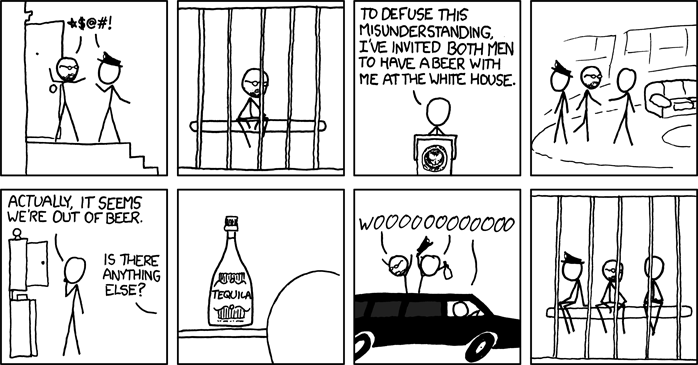 *$@#!
TO DEFUSE THIS
MISUNDERSTANDING,
I'VE INVITED BOTH MEN
TO HAVE A BEER WITH
ME AT THE WHITE HOUSE.
ACTUALLY, IT SEEMS
WE'RE OUT OF BEER.
IS THERE
ANYTHING
ELSE?
TEQUILA
WOOOOOOOOOOOO